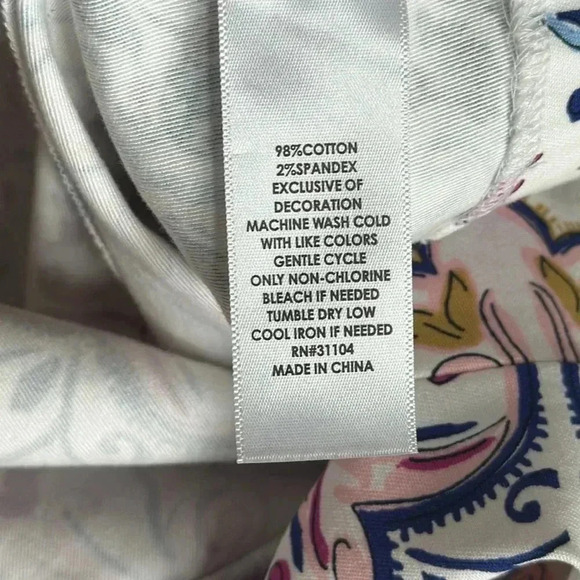 98%COTTON
2%SPANDEX
EXCLUSIVE OF
DECORATION
MACHINE WASH COLD
WITH LIKE COLORS
GENTLE CYCLE
ONLY NON-CHLORINE
BLEACH IF NEEDED
TUMBLE DRY LOW
COOL IRON IF NEEDED
RN#31104
MADE IN CHINA